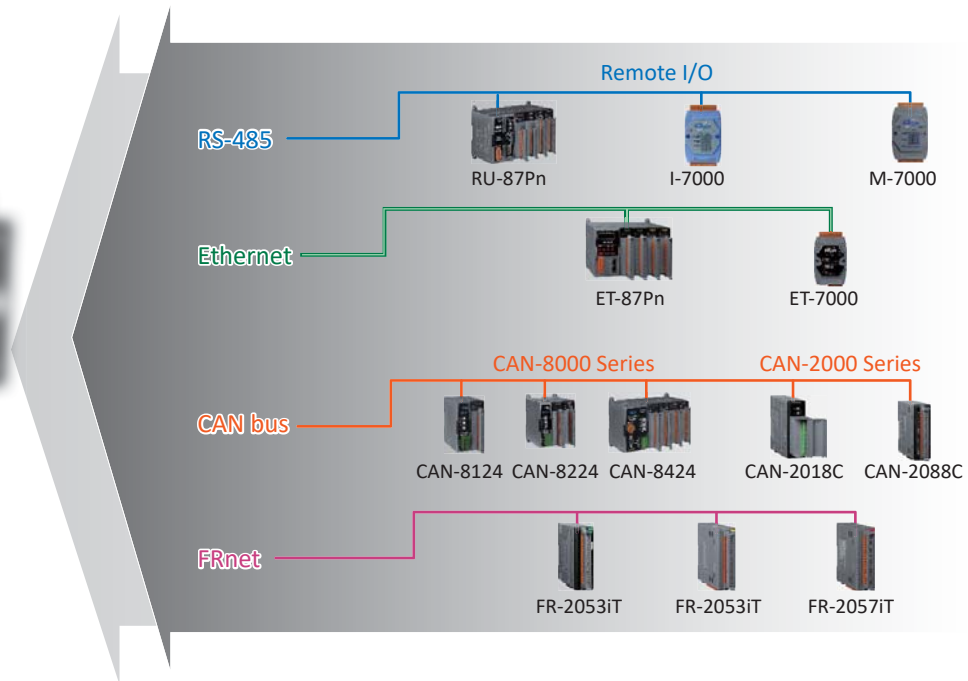 Remote I/O
RS-485
RU-87Pn I-7000 M-7000
Ethernet
ET-87Pn ET-7000
CAN-8000 Series CAN-2000 Series
CAN bus
CAN-8124 CAN-8224 CAN-8424 CAN-2018C CAN-2088C
FRnet
FR-2053iT FR-2053iT FR-2057iT